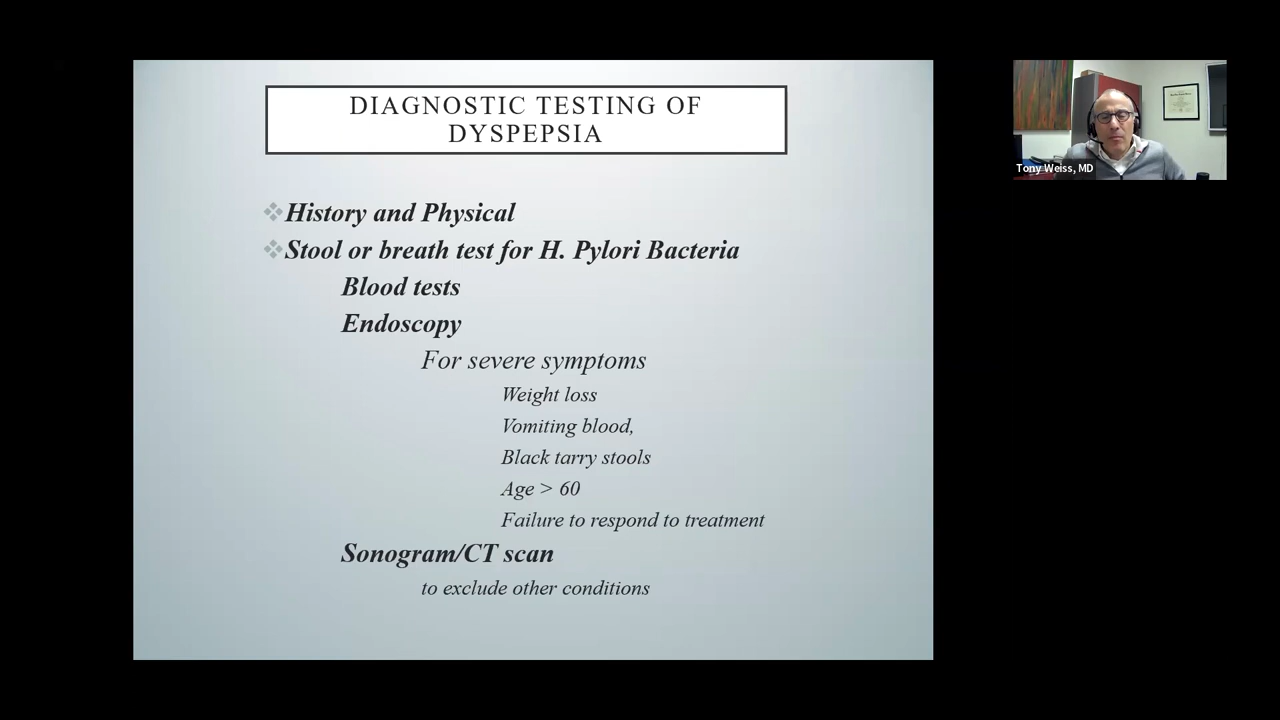 DIAGNOSTIC TESTING OF
DYSPEPSIA
History and Physical
Stool or breath test for H. Pylori Bacteria
Blood tests
Endoscopy
For severe symptoms
Weight loss
Vomiting blood,
Black tarry stools
Age > 60
Failure to respond to treatment
Sonogram/CT scan
to exclude other conditions
Tony Weiss, MD